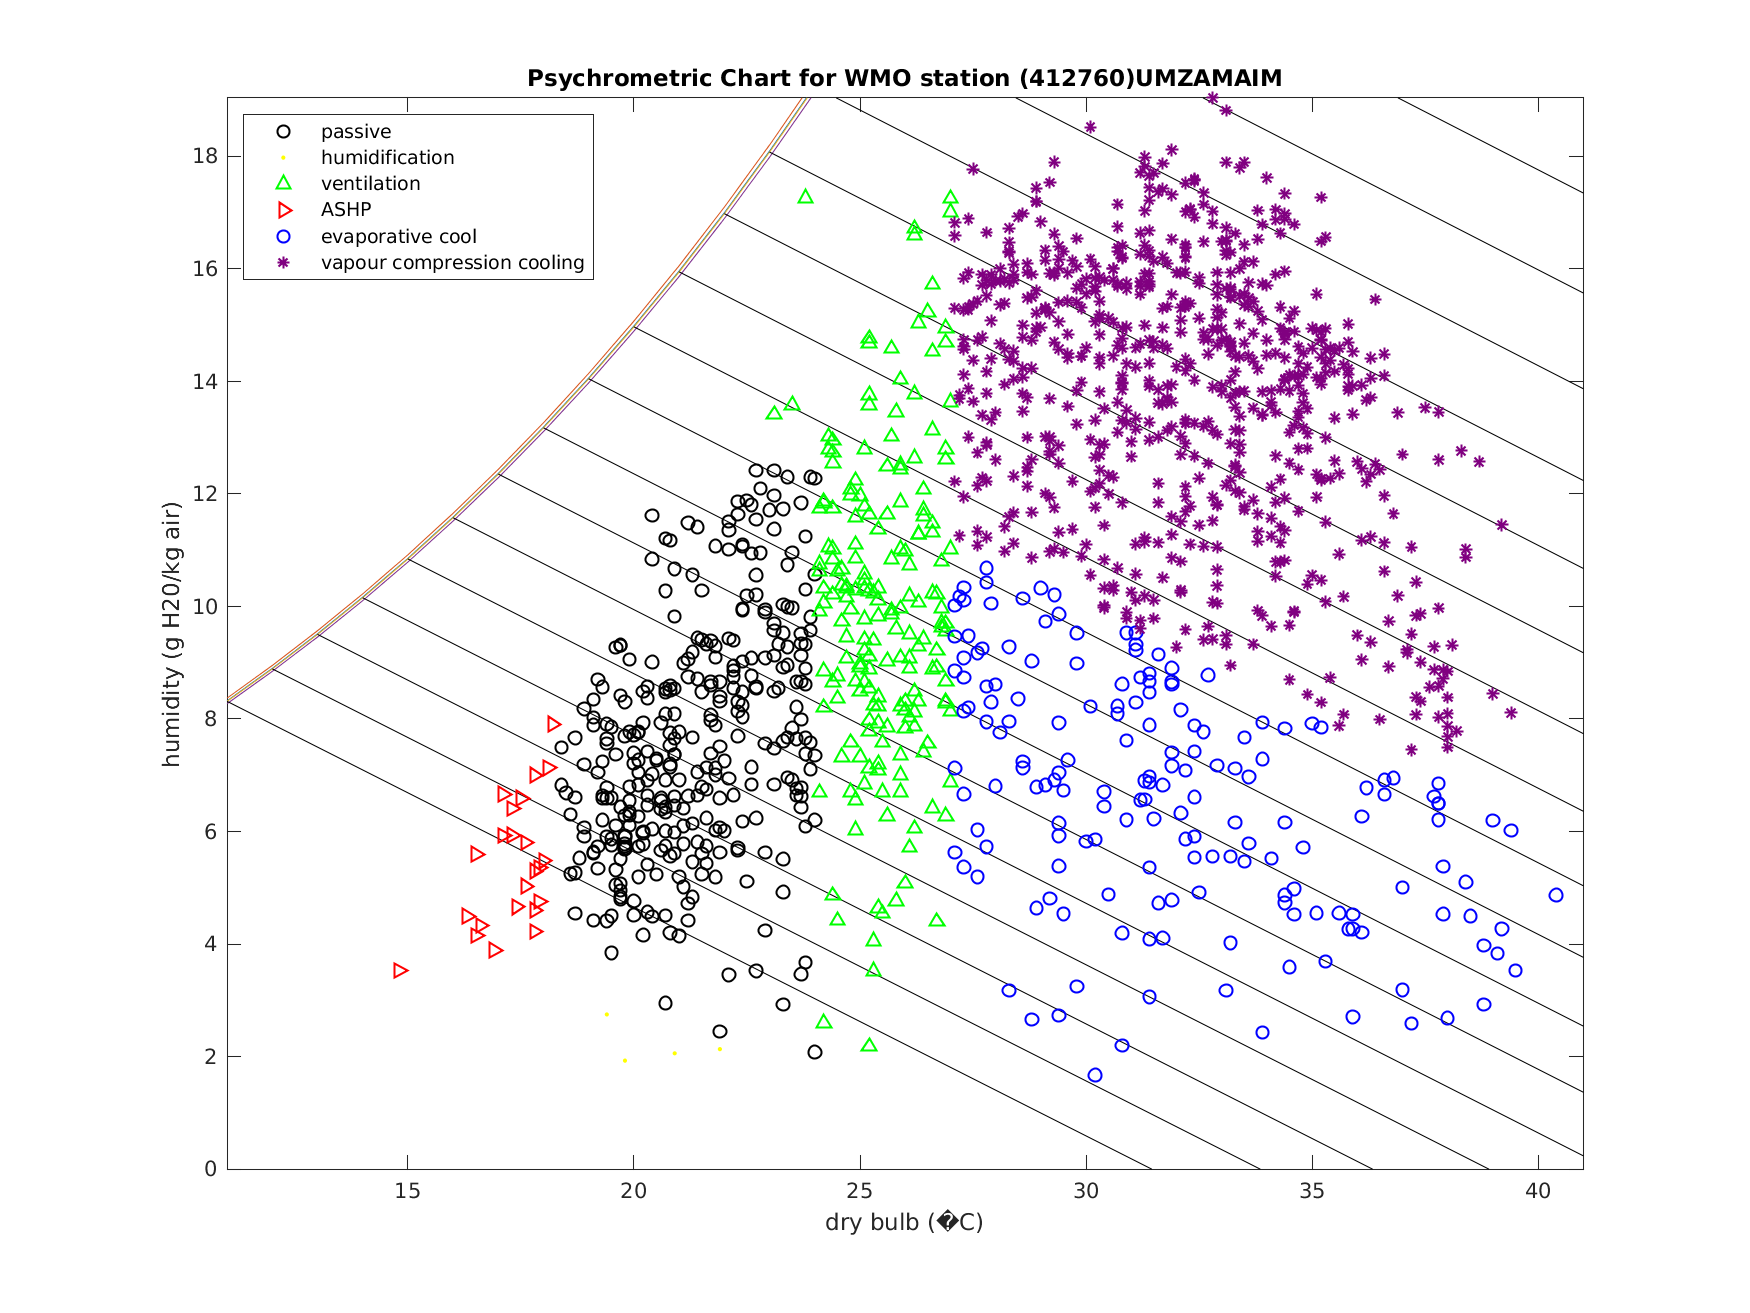 Psychrometric Chart for WMO station (412760)UMZAMAIM
passive
humidification
ventilation
ASHP
evaporative cool
vapour compression cooling
humidity (g H20/kg air)
18
16
14
12
10
8
6
4
2
0
15 20 25 30 35 40
dry bulb (�C)